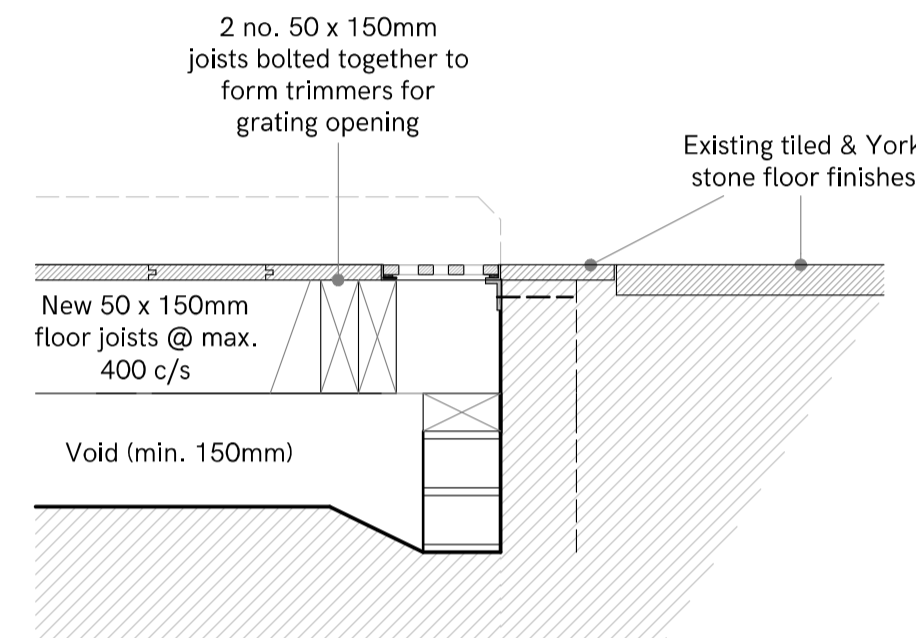 2 no. 50 x 150mm
joists bolted together to
form trimmers for
grating opening
Existing tiled & York
stone floor finishes
New 50 x 150mm
floor joists @ max.
400 c/s
Void (min. 150mm)